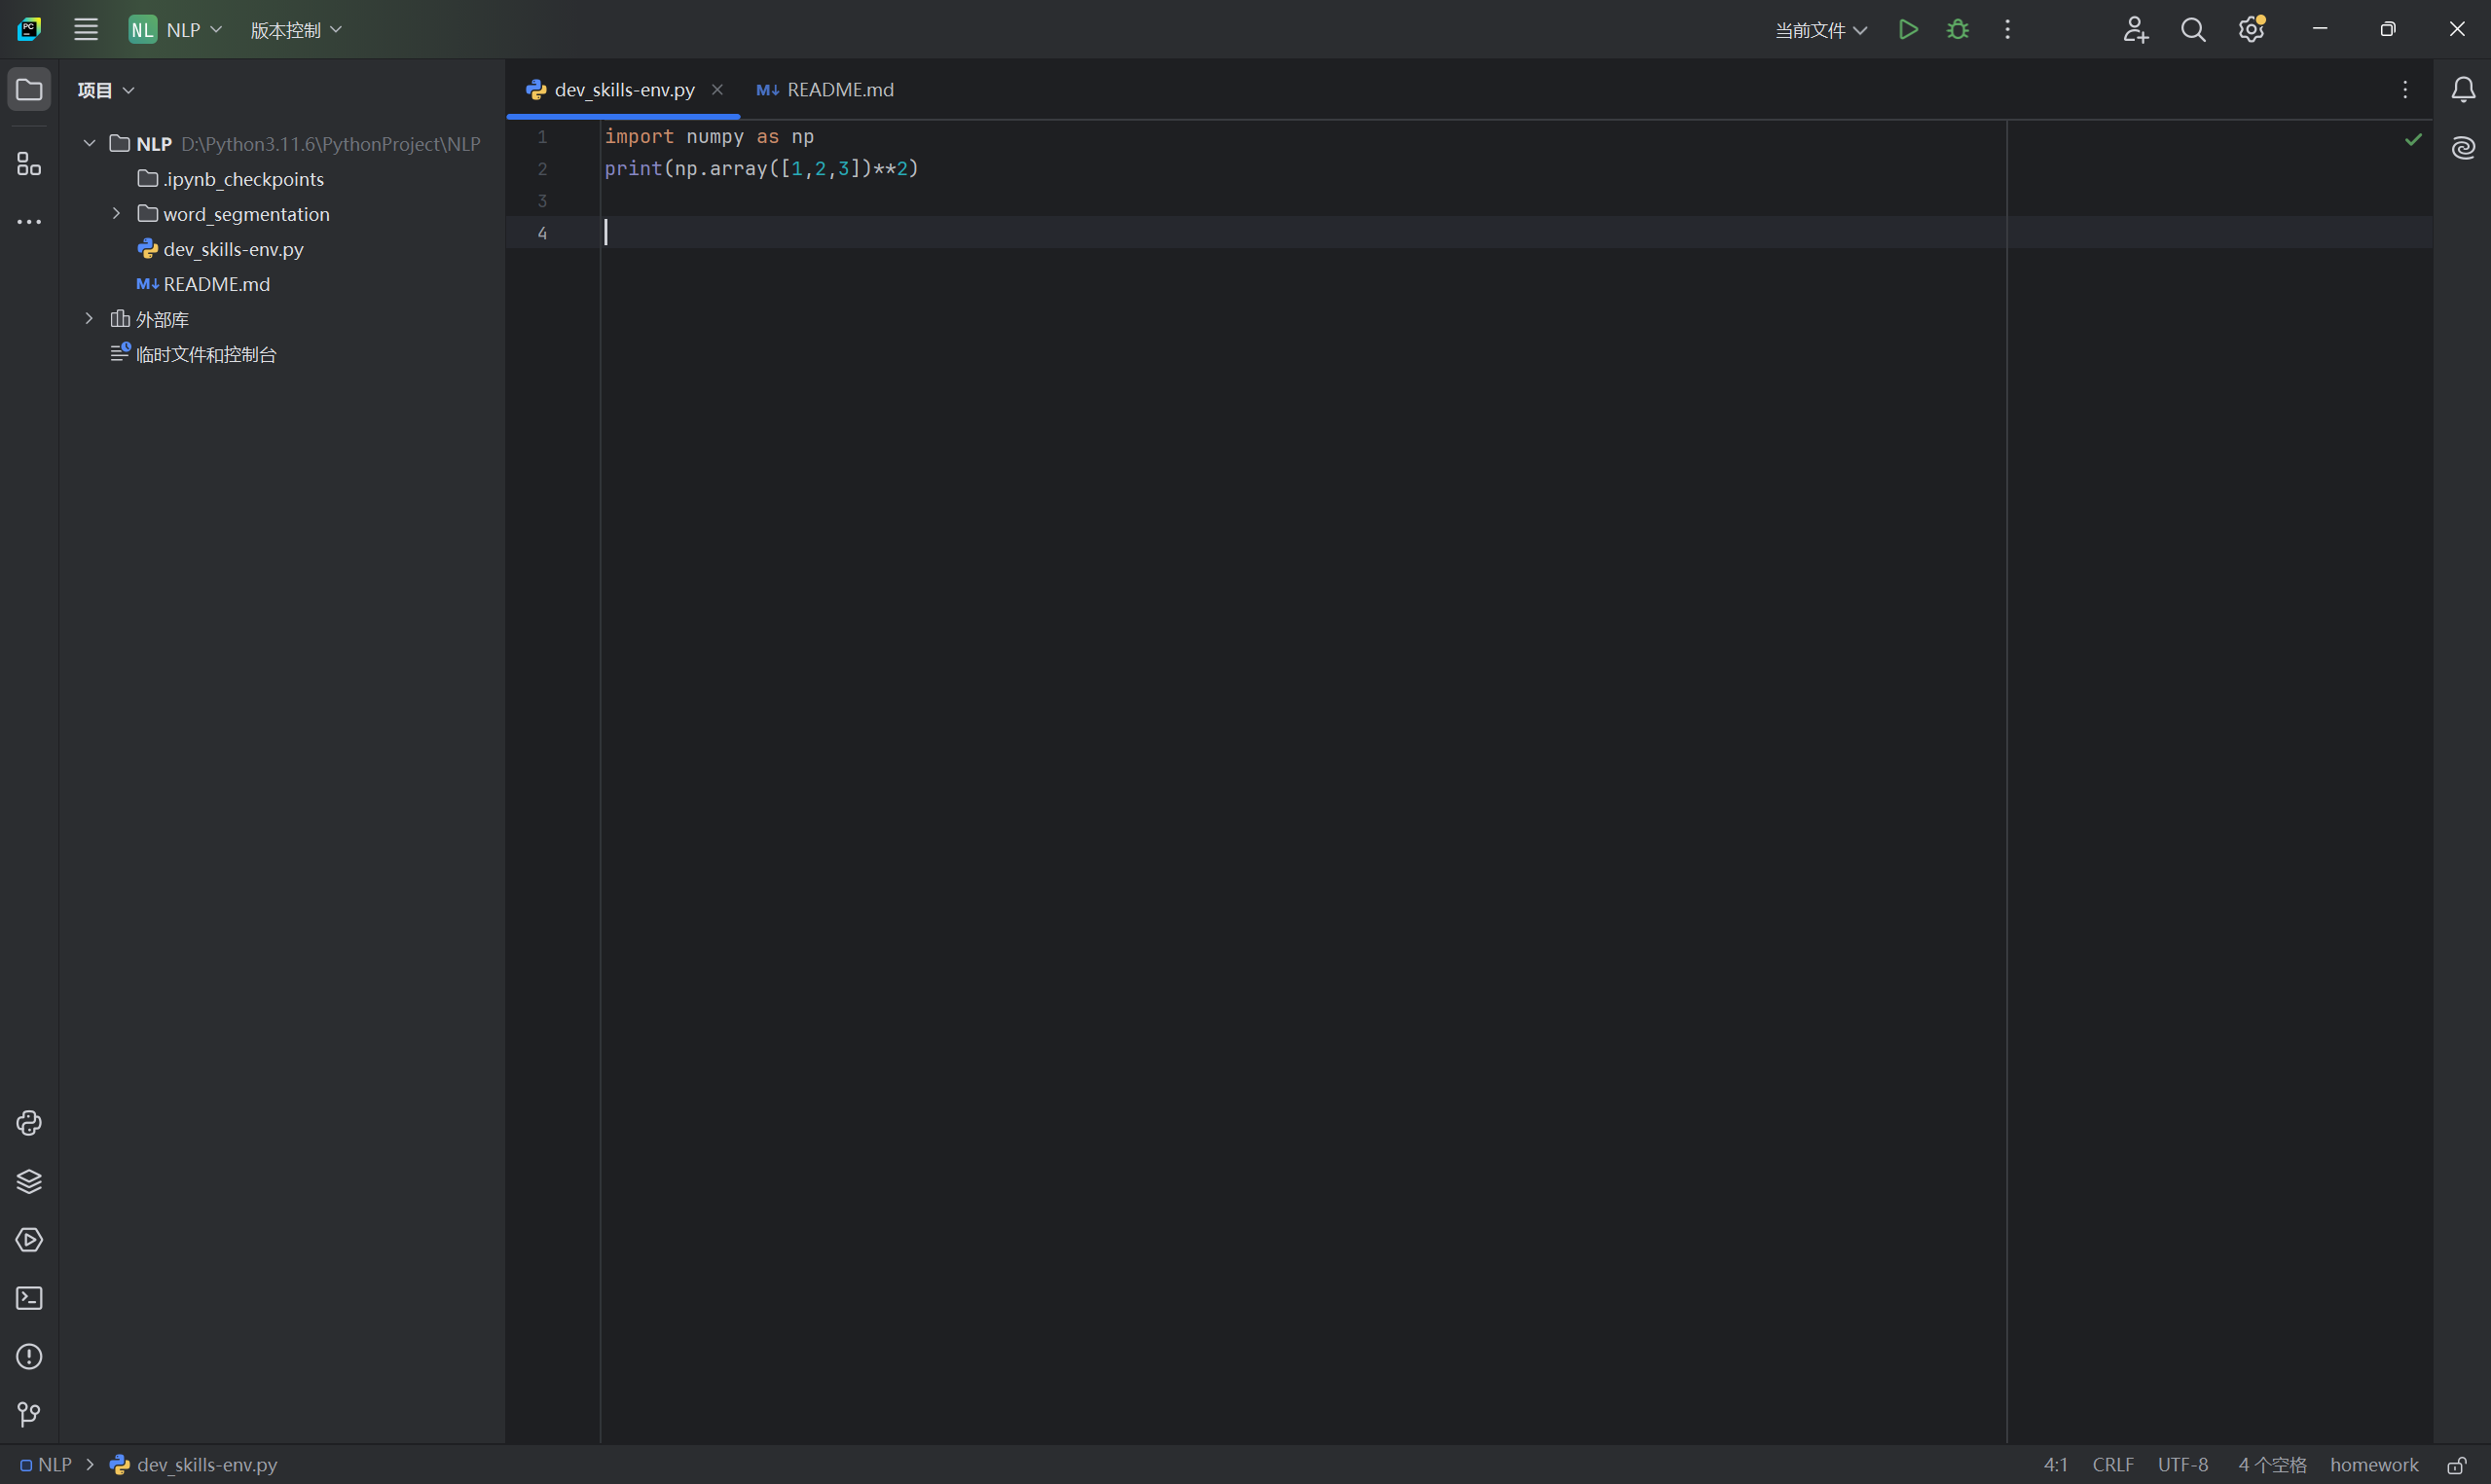 PC NL NLP 版本控制 当前文件
项目
dev_skills-env.py M↓ README.md
NLP D:\Python3.11.6\PythonProject\NLP
.ipynb_checkpoints
word_segmentation
dev_skills-env.py
M↓ README.md
外部库
临时文件和控制台
1 import numpy as np
2 print(np.array([1,2,3])**2)
3
4
NLP > dev_skills-env.py 4:1 CRLF UTF-8 4 个空格 homework